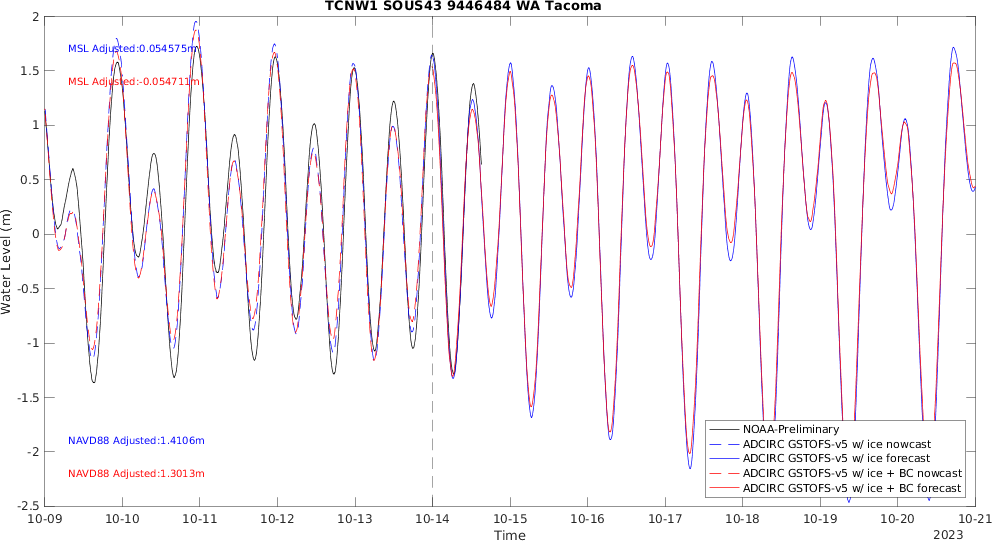 TCNW1 SOUS43 9446484 WA Tacoma
2
1.5
1
0.5
0
-0.5
-1
-1.5
-2
-2.5
Water Level (m)
MSL Adjusted:0.054575m
MSL Adjusted:-0.054711m
NAVD88 Adjusted:1.4106m
NAVD88 Adjusted:1.3013m
NOAA-Preliminary
ADCIRC GSTOFS-v5 w/ ice nowcast
ADCIRC GSTOFS-v5 w/ ice forecast
ADCIRC GSTOFS-v5 w/ ice + BC nowcast
ADCIRC GSTOFS-v5 w/ ice + BC forecast
10-09 10-10 10-11 10-12 10-13 10-14 10-15 10-16 10-17 10-18 10-19 10-20 10-21
Time
2023